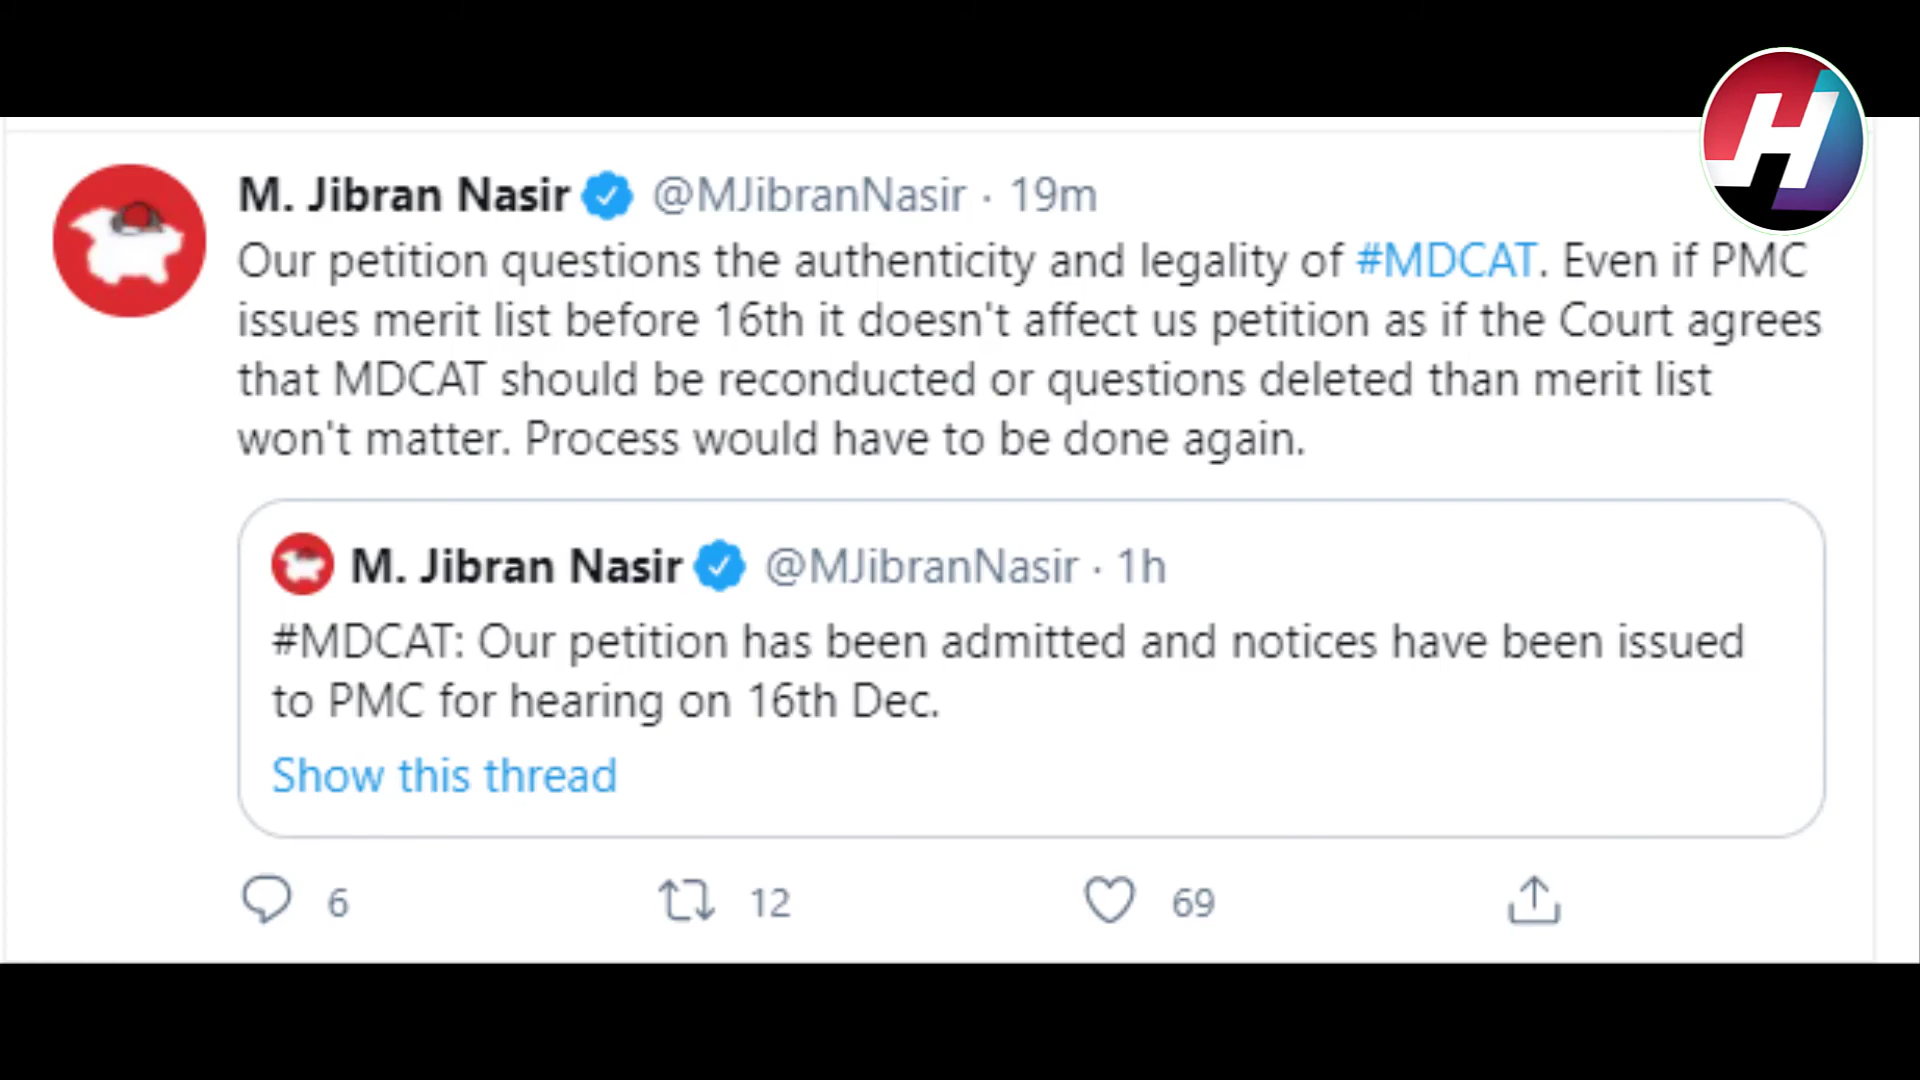 H
M. Jibran Nasir @MJibranNasir · 19m
Our petition questions the authenticity and legality of #MDCAT. Even if PMC
issues merit list before 16th it doesn't affect us petition as if the Court agrees
that MDCAT should be reconducted or questions deleted than merit list
won't matter. Process would have to be done again.
M. Jibran Nasir @MJibranNasir · 1h
#MDCAT: Our petition has been admitted and notices have been issued
to PMC for hearing on 16th Dec.
Show this thread
6 12 69